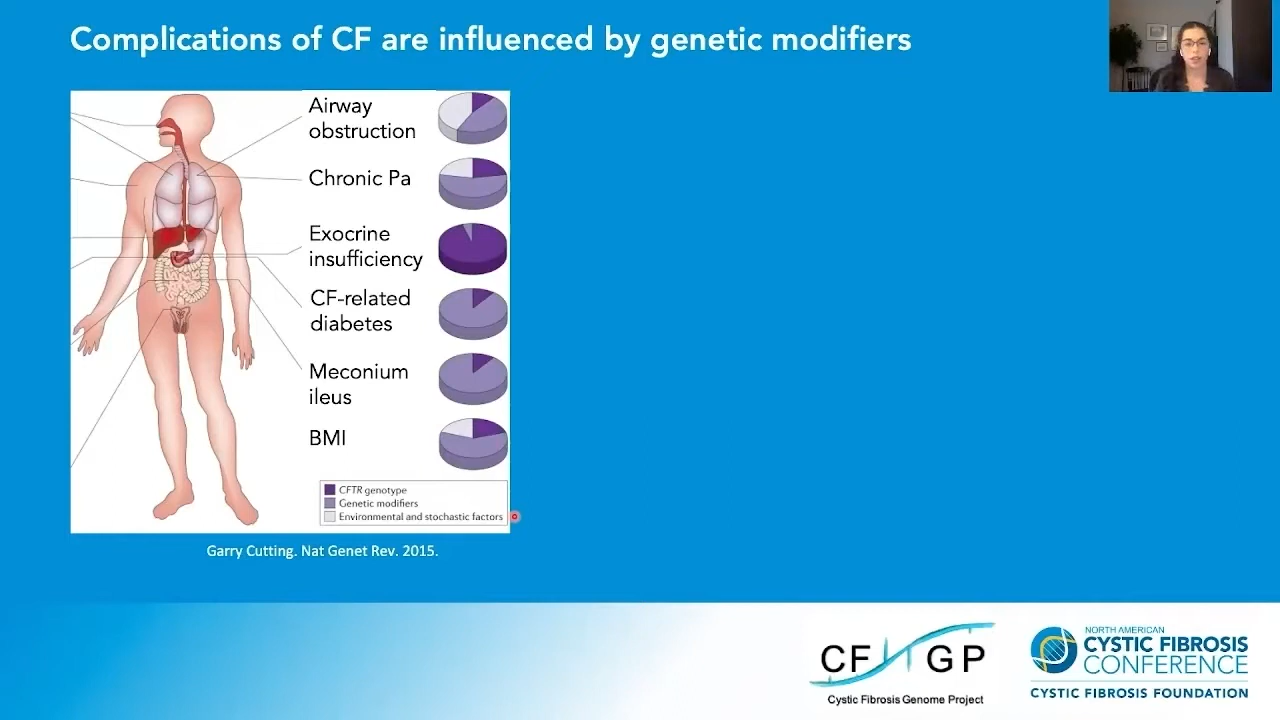 Complications of CF are influenced by genetic modifiers
Airway
obstruction
Chronic Pa
Exocrine
insufficiency
CF-related
diabetes
Meconium
ileus
BMI
CFTR genotype
Genetic modifiers
Environmental and stochastic factors
Garry Cutting. Nat Genet Rev. 2015.
CF GP
Cystic Fibrosis Genome Project
NORTH AMERICAN
CYSTIC FIBROSIS
CONFERENCE
CYSTIC FIBROSIS FOUNDATION